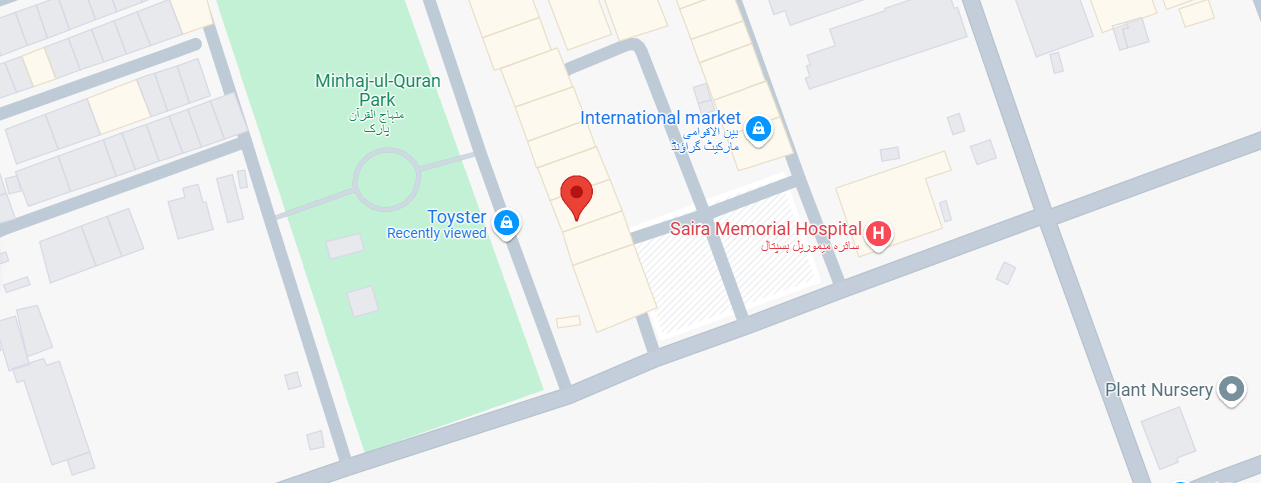 Minhaj-ul-Quran
Park
منہاج القرآن
پارک
International market
بین الاقوامی
مارکیٹ گراؤنڈ
Toyster
Recently viewed
Saira Memorial Hospital
سائرہ میموریل ہسپتال
H
Plant Nursery